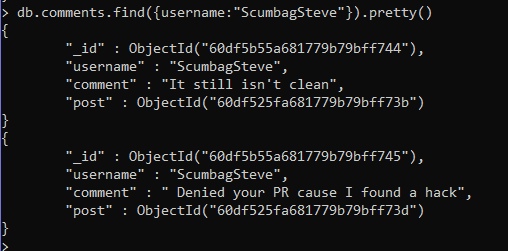 > db.comments.find({username:"ScumbagSteve"}).pretty()
{
        "_id" : ObjectId("60df5b55a681779b79bff744"),
        "username" : "ScumbagSteve",
        "comment" : "It still isn't clean",
        "post" : ObjectId("60df525fa681779b79bff73b")
}
{
        "_id" : ObjectId("60df5b55a681779b79bff745"),
        "username" : "ScumbagSteve",
        "comment" : " Denied your PR cause I found a hack",
        "post" : ObjectId("60df525fa681779b79bff73d")
}
>